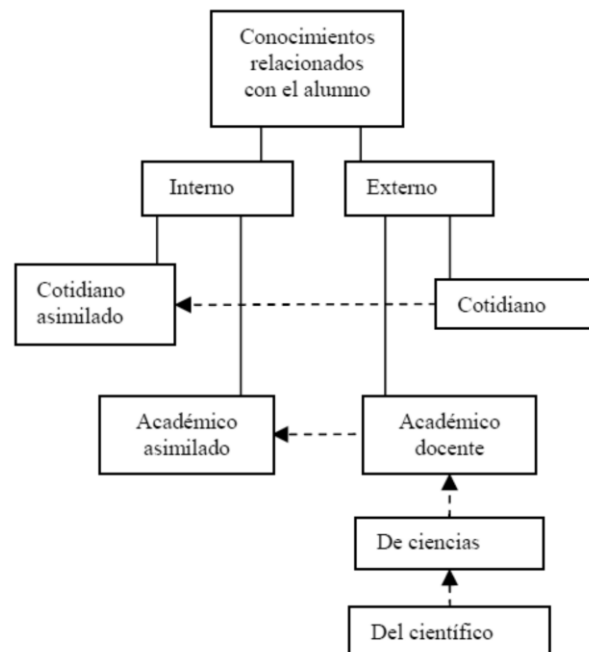 Conocimientos
relacionados
con el alumno
Interno
Externo
Cotidiano
asimilado
Cotidiano
Académico
asimilado
Académico
docente
De ciencias
Del científico